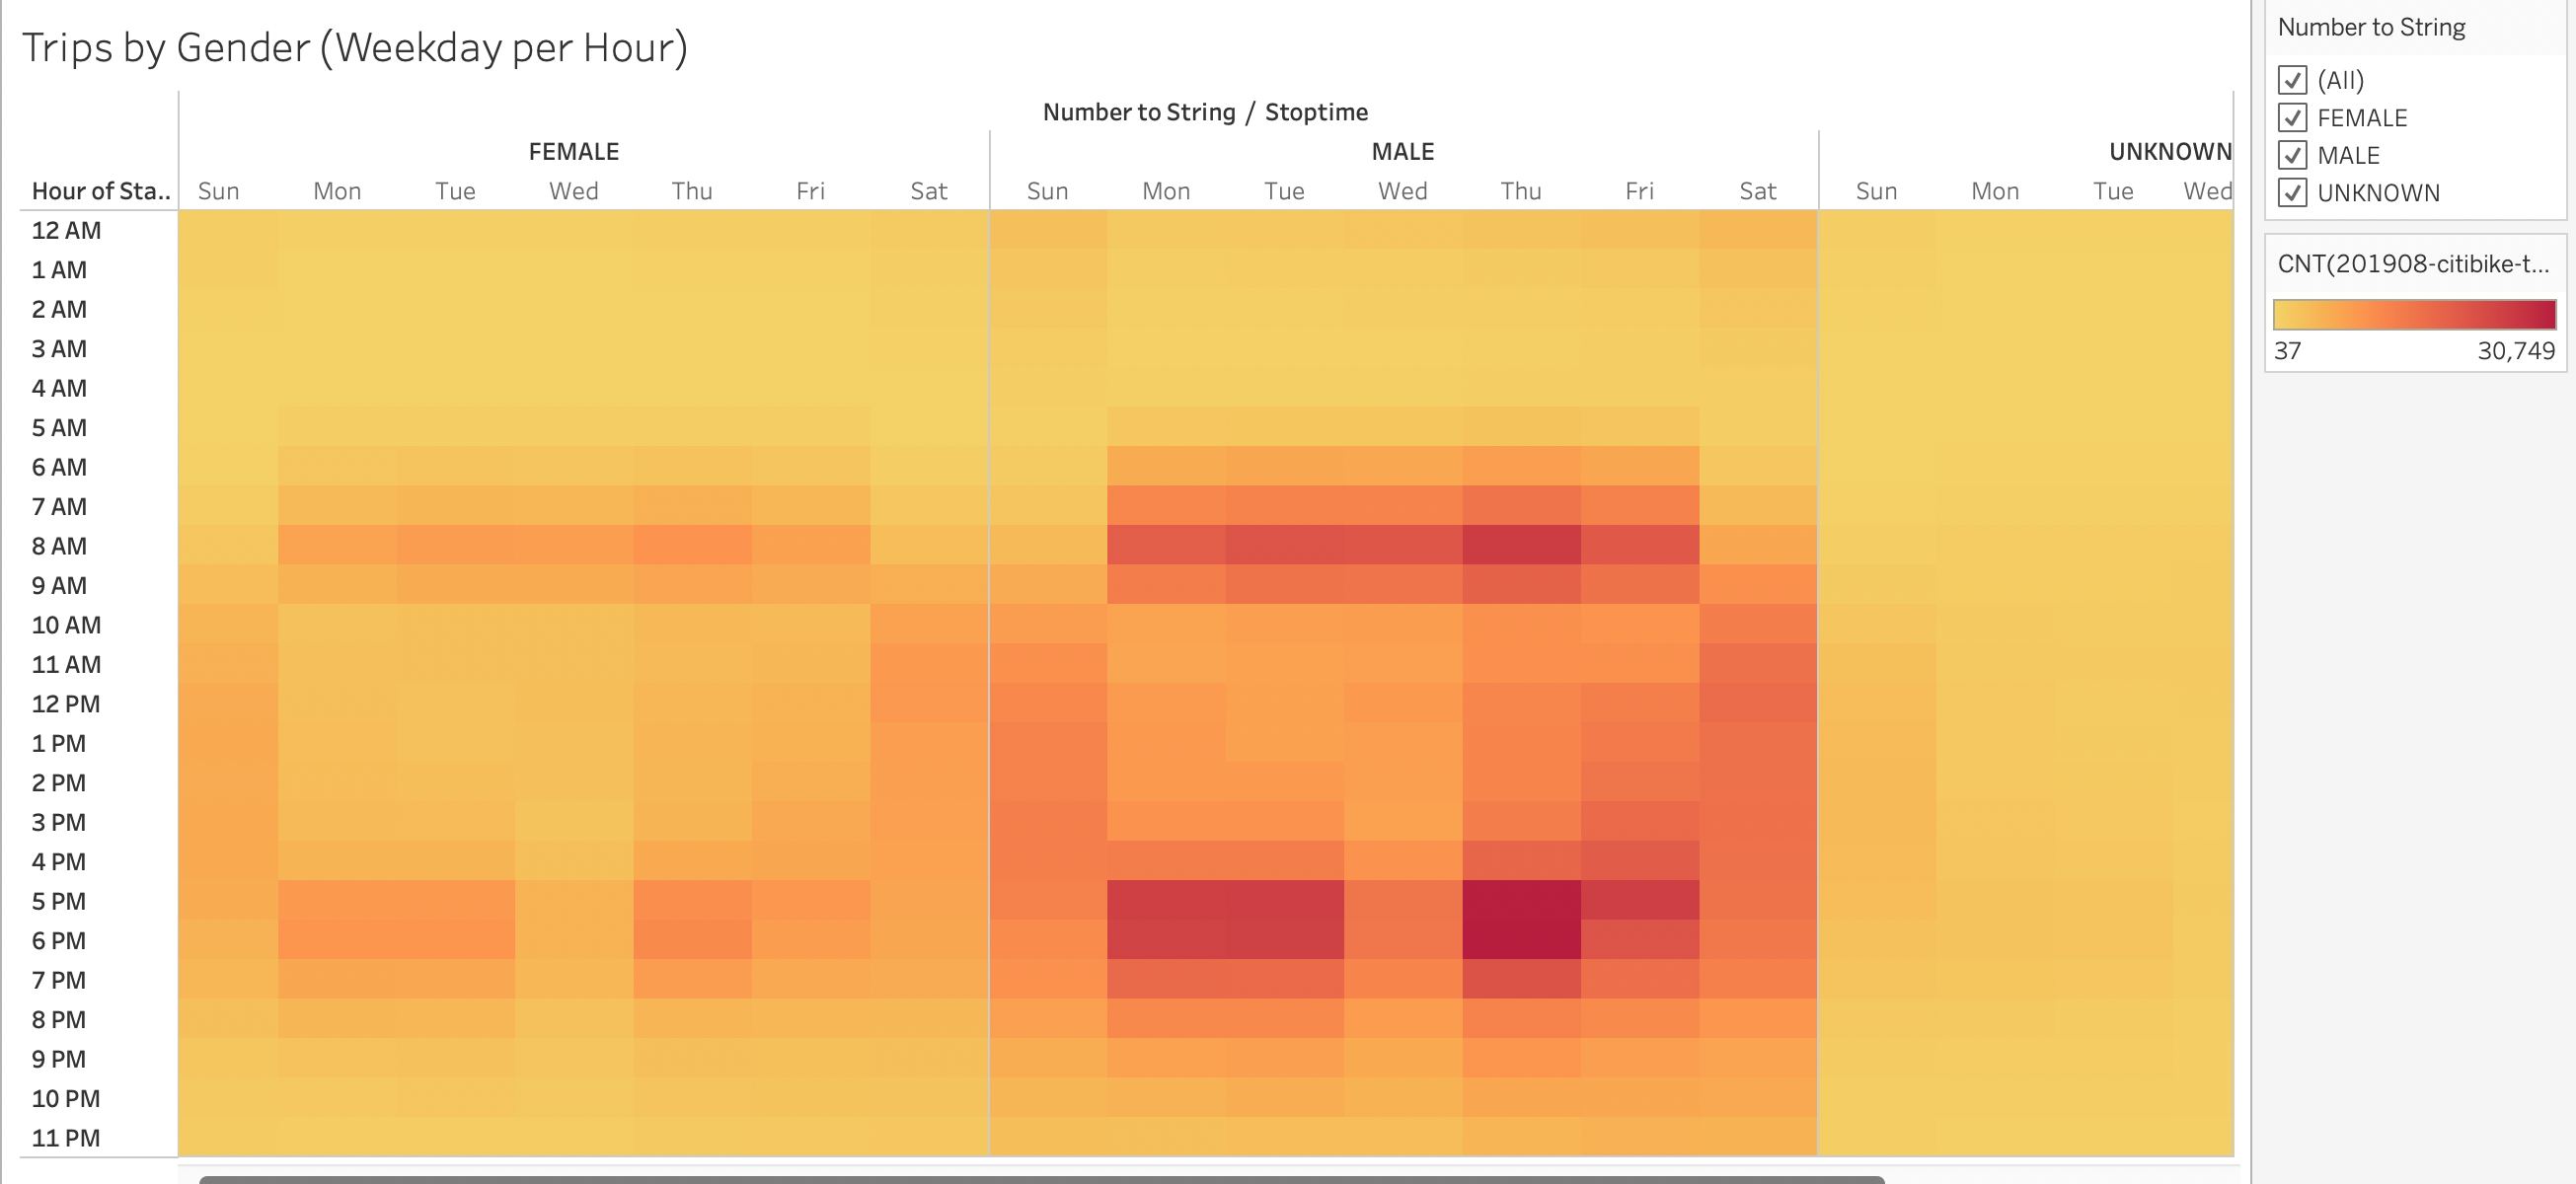 Trips by Gender (Weekday per Hour)
Number to String / Stoptime
FEMALE MALE UNKNOWN
Hour of Sta.. Sun Mon Tue Wed Thu Fri Sat Sun Mon Tue Wed Thu Fri Sat Sun Mon Tue Wed
12 AM
1 AM
2 AM
3 AM
4 AM
5 AM
6 AM
7 AM
8 AM
9 AM
10 AM
11 AM
12 PM
1 PM
2 PM
3 PM
4 PM
5 PM
6 PM
7 PM
8 PM
9 PM
10 PM
11 PM
Number to String
(All)
FEMALE
MALE
UNKNOWN
CNT(201908-citibike-t...
37 30,749